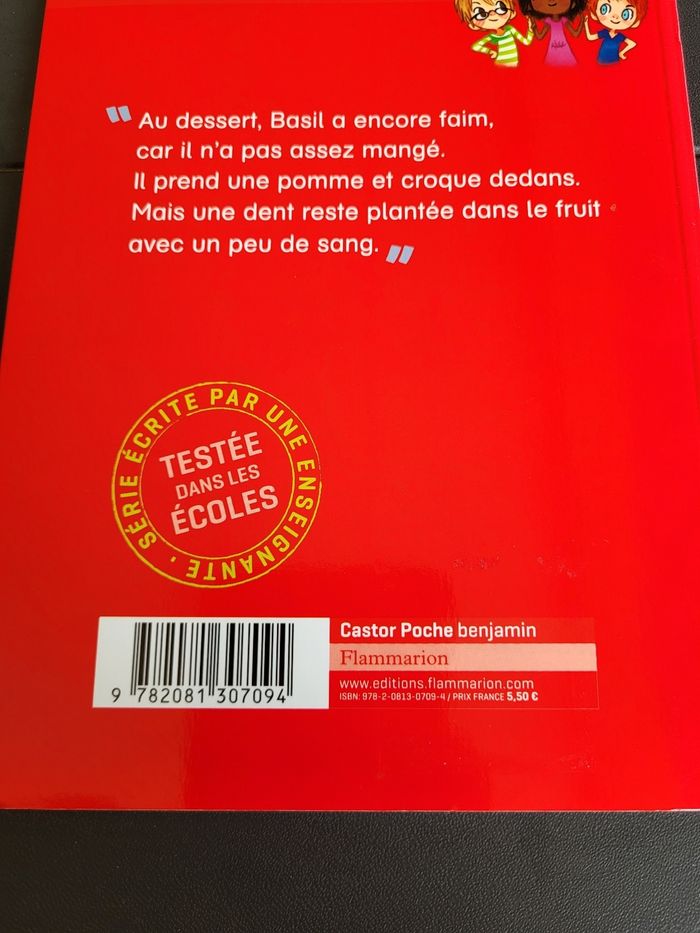 " Au dessert, Basil a encore faim,
car il n'a pas assez mangé.
Il prend une pomme et croque dedans.
Mais une dent reste plantée dans le fruit
avec un peu de sang. "
SÉRIE ÉCRITE PAR UNE ENSEIGNANTE ·
TESTÉE
DANS LES
ÉCOLES
9 782081 307094
Castor Poche benjamin
Flammarion
www.editions.flammarion.com
ISBN: 978-2-0813-0709-4 / PRIX FRANCE 5,50 €